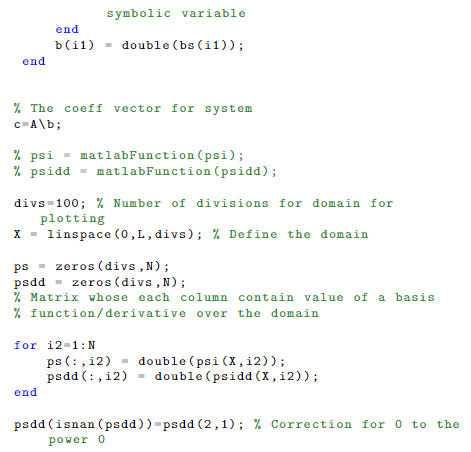 symbolic variable
end
b(i1) = double(bs(i1));
end
% The coeff vector for system
c=A\b;
% psi = matlabFunction(psi);
% psidd = matlabFunction(psidd);
divs=100; % Number of divisions for domain for
plotting
X = linspace(0,L,divs); % Define the domain
ps = zeros(divs,N);
psdd = zeros(divs,N);
% Matrix whose each column contain value of a basis
% function/derivative over the domain
for i2=1:N
ps(:,i2) = double(psi(X,i2));
psdd(:,i2) = double(psidd(X,i2));
end
psdd(isnan(psdd))=psdd(2,1); % Correction for 0 to the
power 0